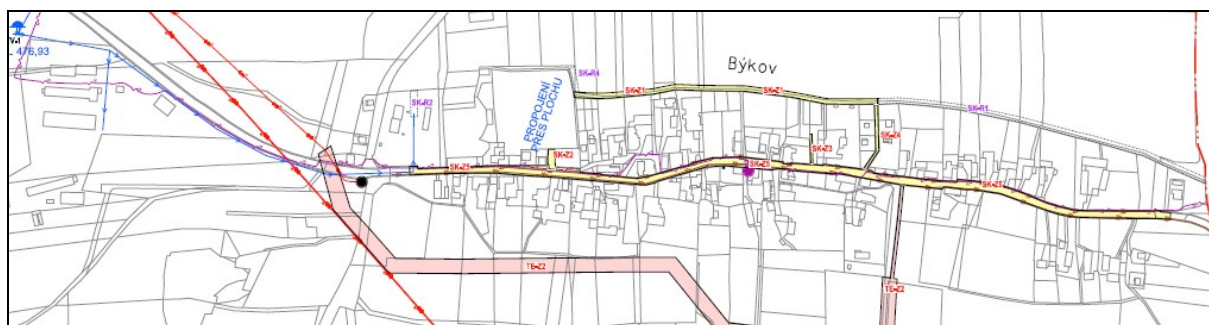 V-1
476,93
Býkov
SK-R4
SK-Z1
SK-Z1
SK-R2
SK-R1
PROPOJENÍ
PŘES PLOCHU
SK-Z4
SK-Z3
SK-Z2
SK-Z5
SK-Z5
SK-Z5
TE-Z2
TE-Z2